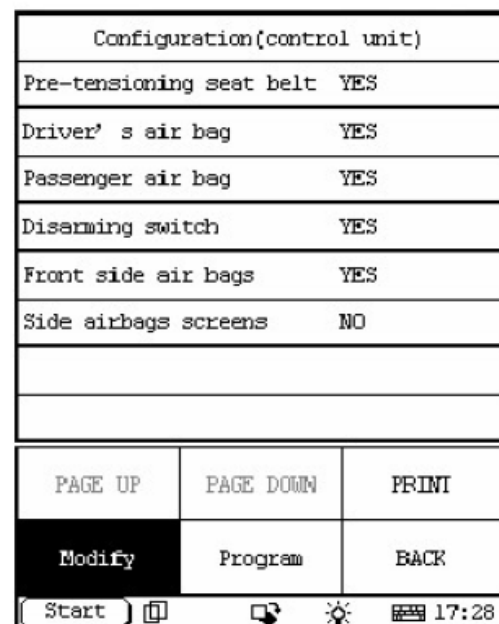 Configuration(control unit)
Pre-tensioning seat belt YES
Driver’ s air bag YES
Passenger air bag YES
Disarming switch YES
Front side air bags YES
Side airbags screens NO
PAGE UP PAGE DOWN PRINT
Modify Program BACK
Start 17:28